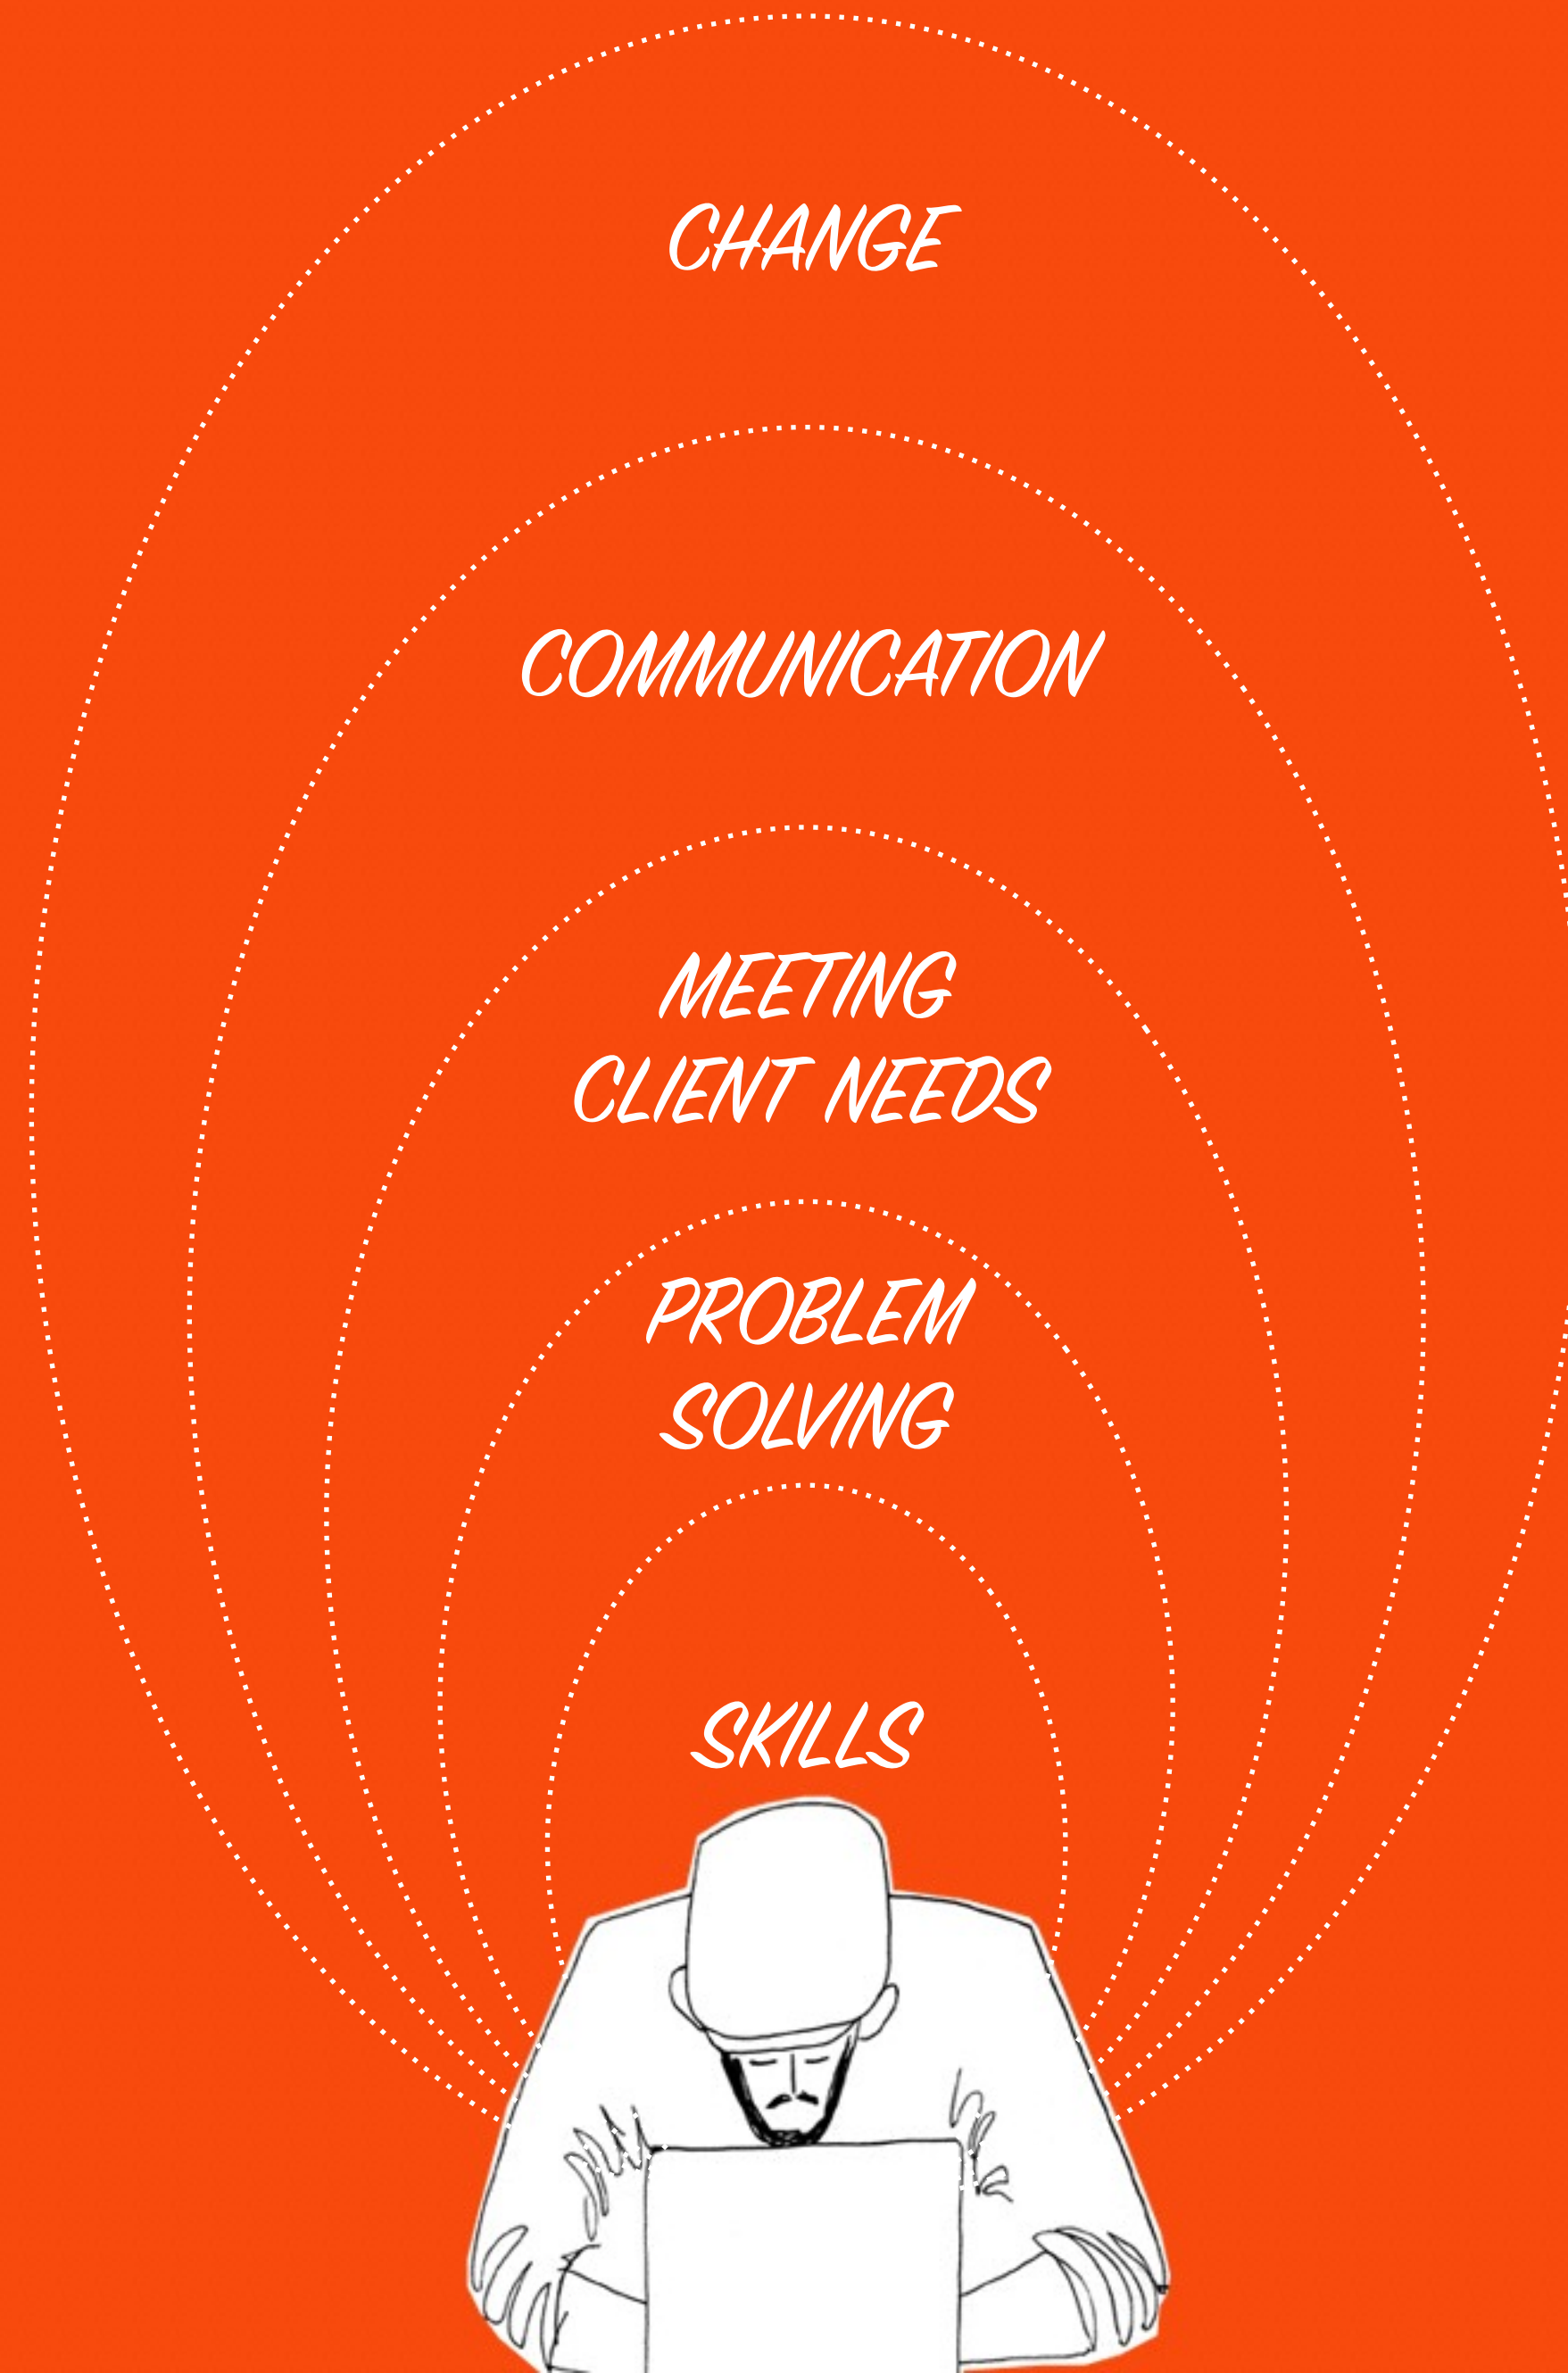 CHANGE
COMMUNICATION
MEETING
CLIENT NEEDS
PROBLEM
SOLVING
SKILLS